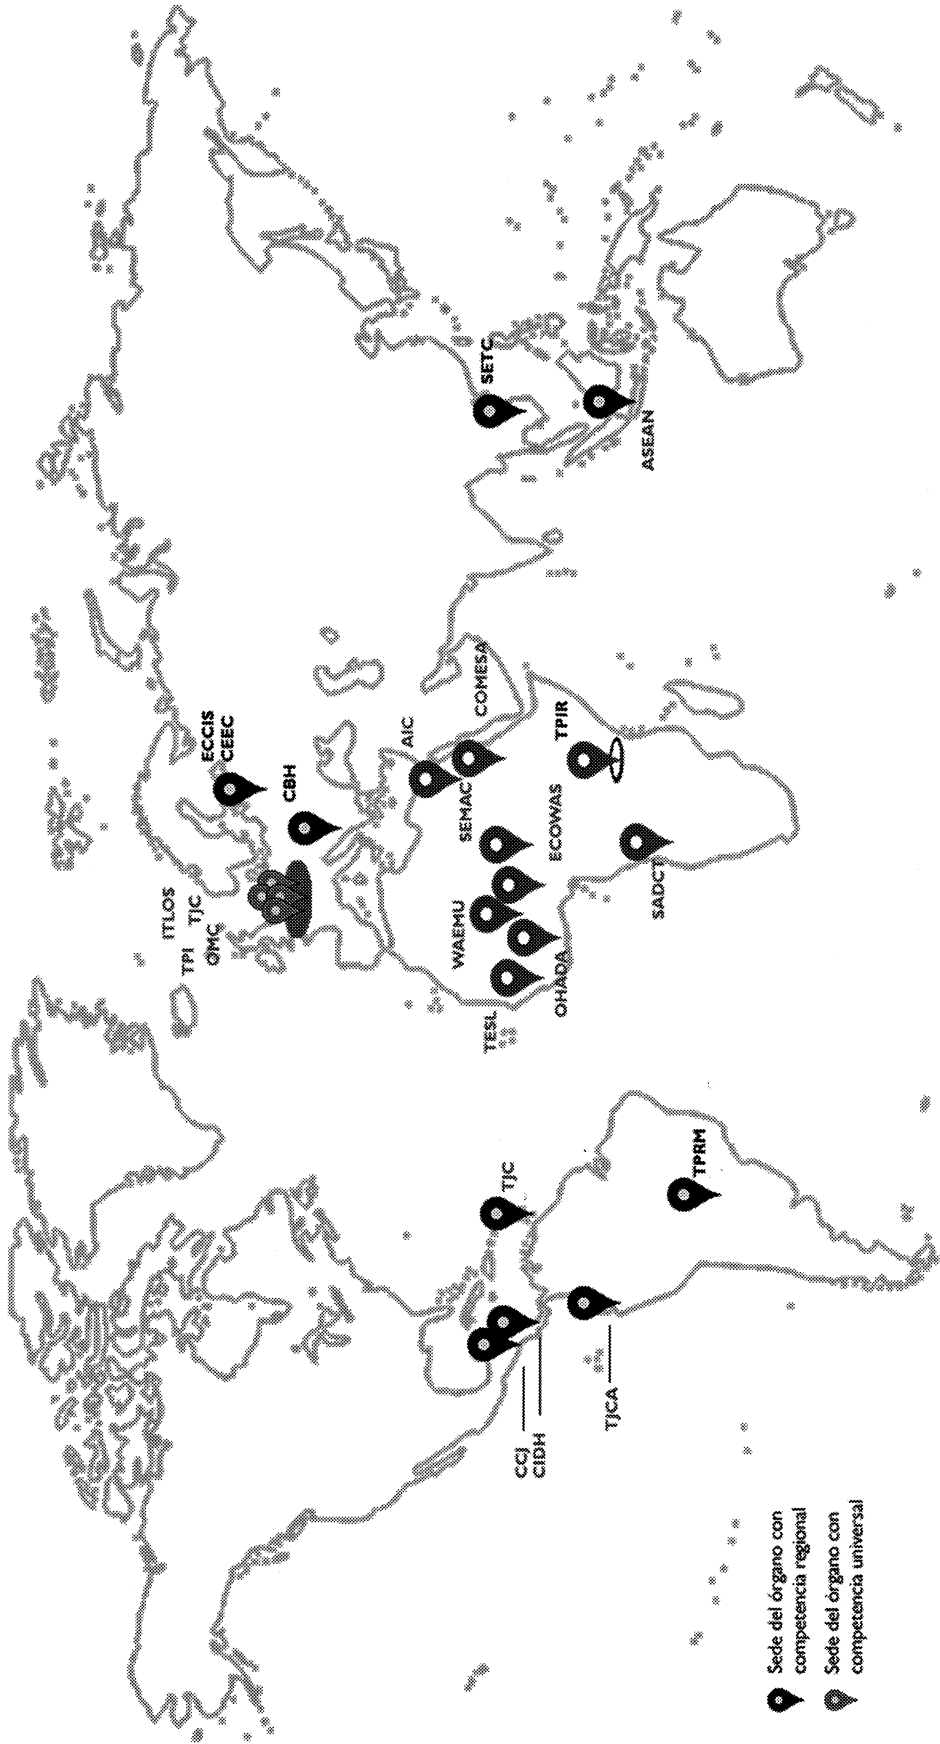 ECCIS
CEEC
CBH
ITLOS
TPI
TJC
OMC
AIC
COMESA
SETC
ASEAN
SEMAC
ECOWAS
TPIR
WAEMU
SADCT
OHADA
TESL
TJC
TPRM
CCJ
CIDH
TJCA
Sede del órgano con
competencia regional
Sede del órgano con
competencia universal